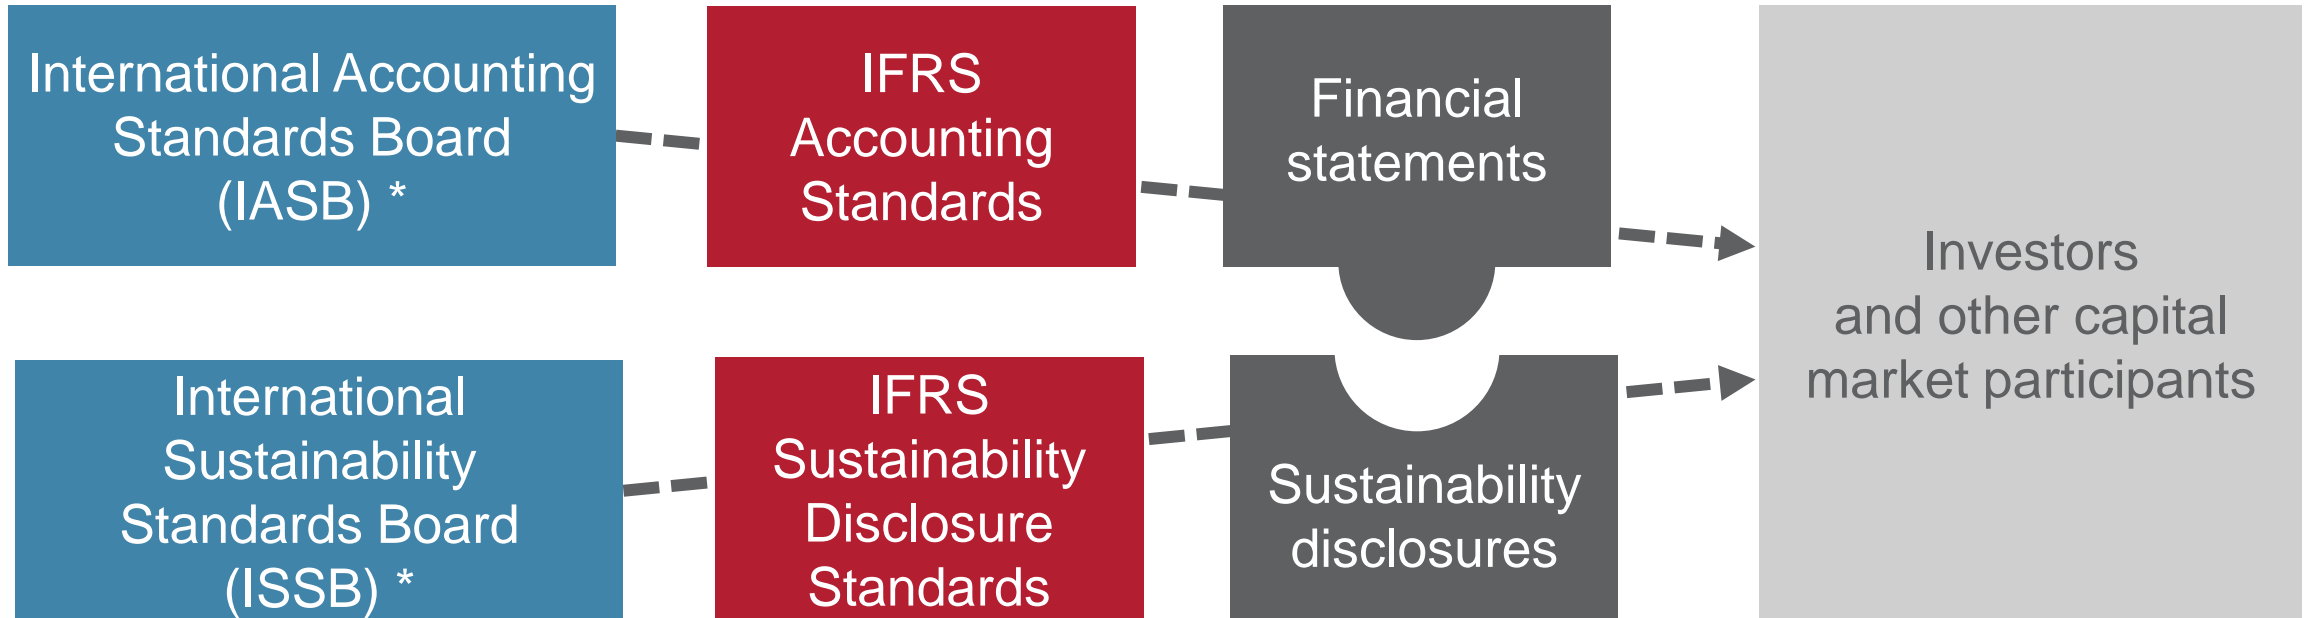 International Accounting
Standards Board
(IASB) *
IFRS
Accounting
Standards
Financial
statements
Investors
and other capital
market participants
International
Sustainability
Standards Board
(ISSB) *
IFRS
Sustainability
Disclosure
Standards
Sustainability
disclosures